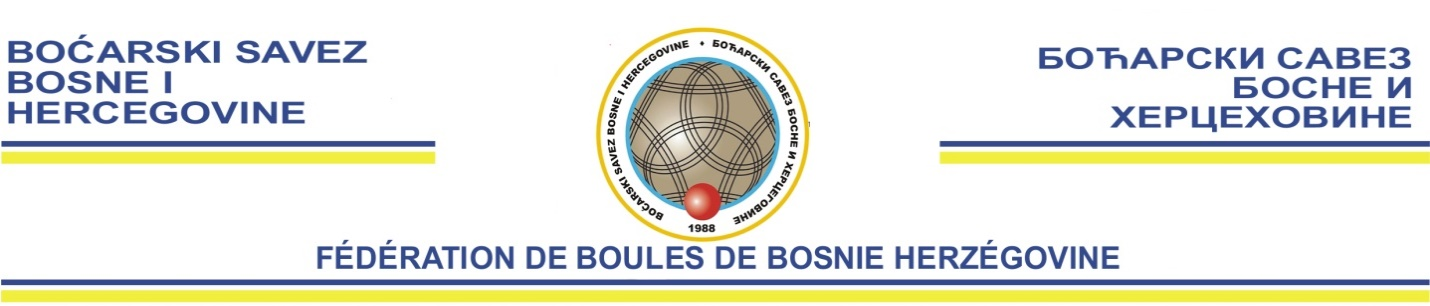 BOĆARSKI SAVEZ
BOSNE I
HERCEGOVINE
BOĆARSKI SAVEZ BOSNE I HERCEGOVINE • БОЋАРСКИ САВЕЗ БОСНЕ И ХЕРЦЕГОВИНЕ
1988
БОЋАРСКИ САВЕЗ
БОСНЕ И
ХЕРЦЕХОВИНЕ
FÉDÉRATION DE BOULES DE BOSNIE HERZÉGOVINE